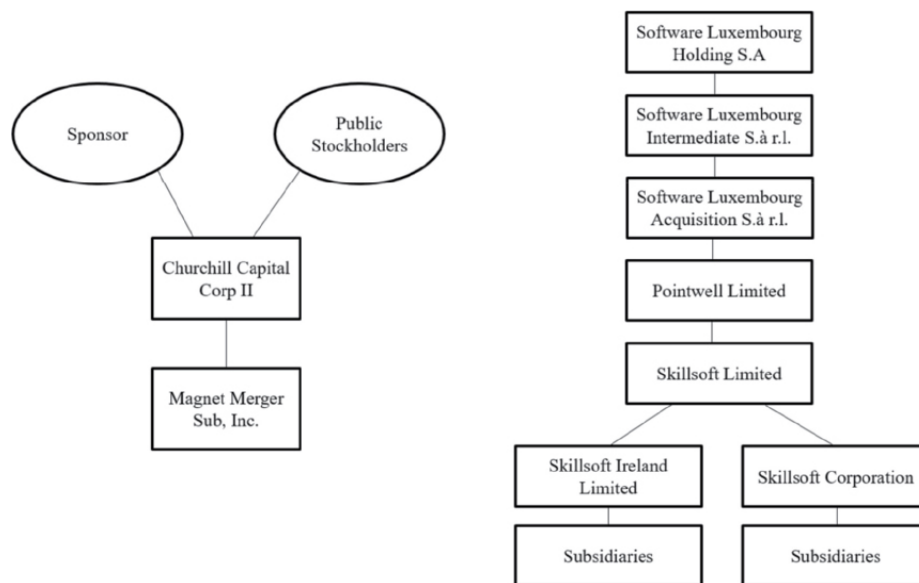 Sponsor
Public
Stockholders
Churchill Capital
Corp II
Magnet Merger
Sub, Inc.
Software Luxembourg
Holding S.A
Software Luxembourg
Intermediate S.à r.l.
Software Luxembourg
Acquisition S.à r.l.
Pointwell Limited
Skillsoft Limited
Skillsoft Ireland
Limited
Skillsoft Corporation
Subsidiaries
Subsidiaries